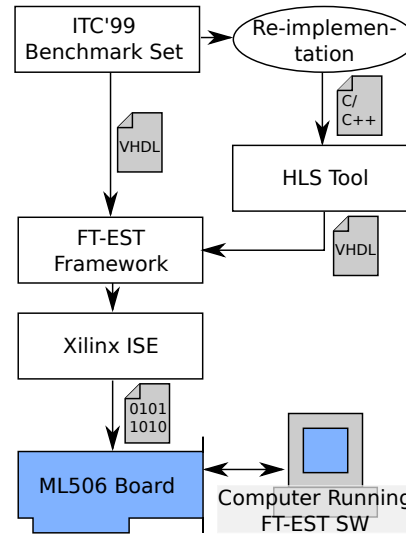 ITC'99
Benchmark Set
Re-implemen-
tation
VHDL
C/
C++
HLS Tool
VHDL
FT-EST
Framework
Xilinx ISE
0101
1010
ML506 Board
Computer Running
FT-EST SW